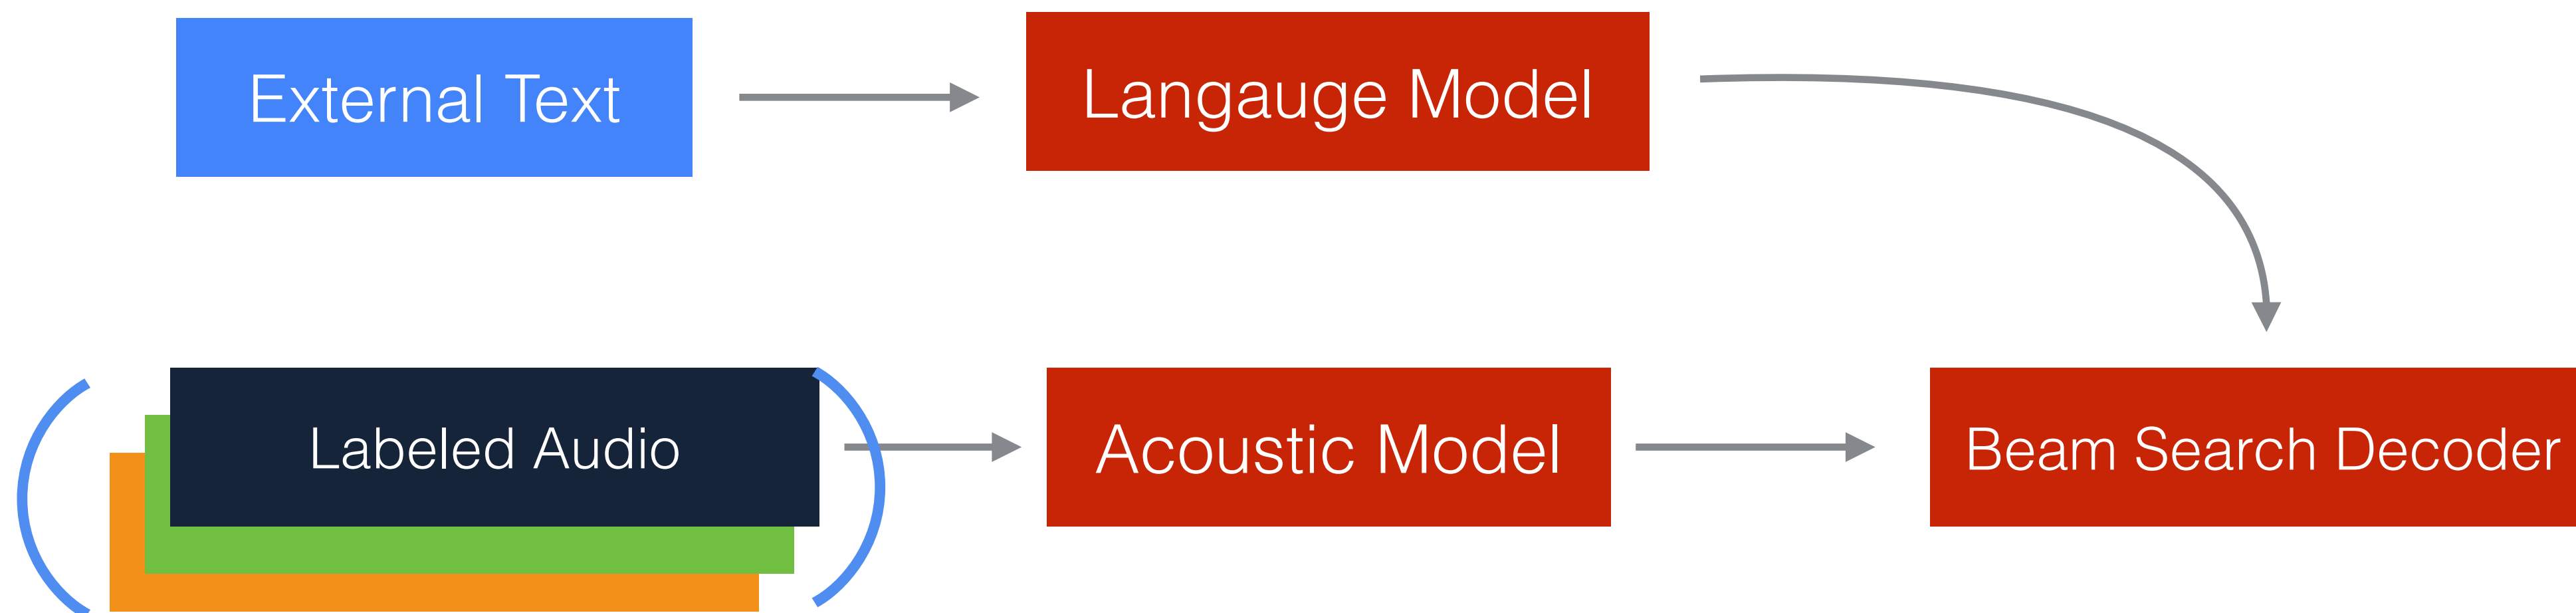 External Text
Langauge Model
Labeled Audio
Acoustic Model
Beam Search Decoder